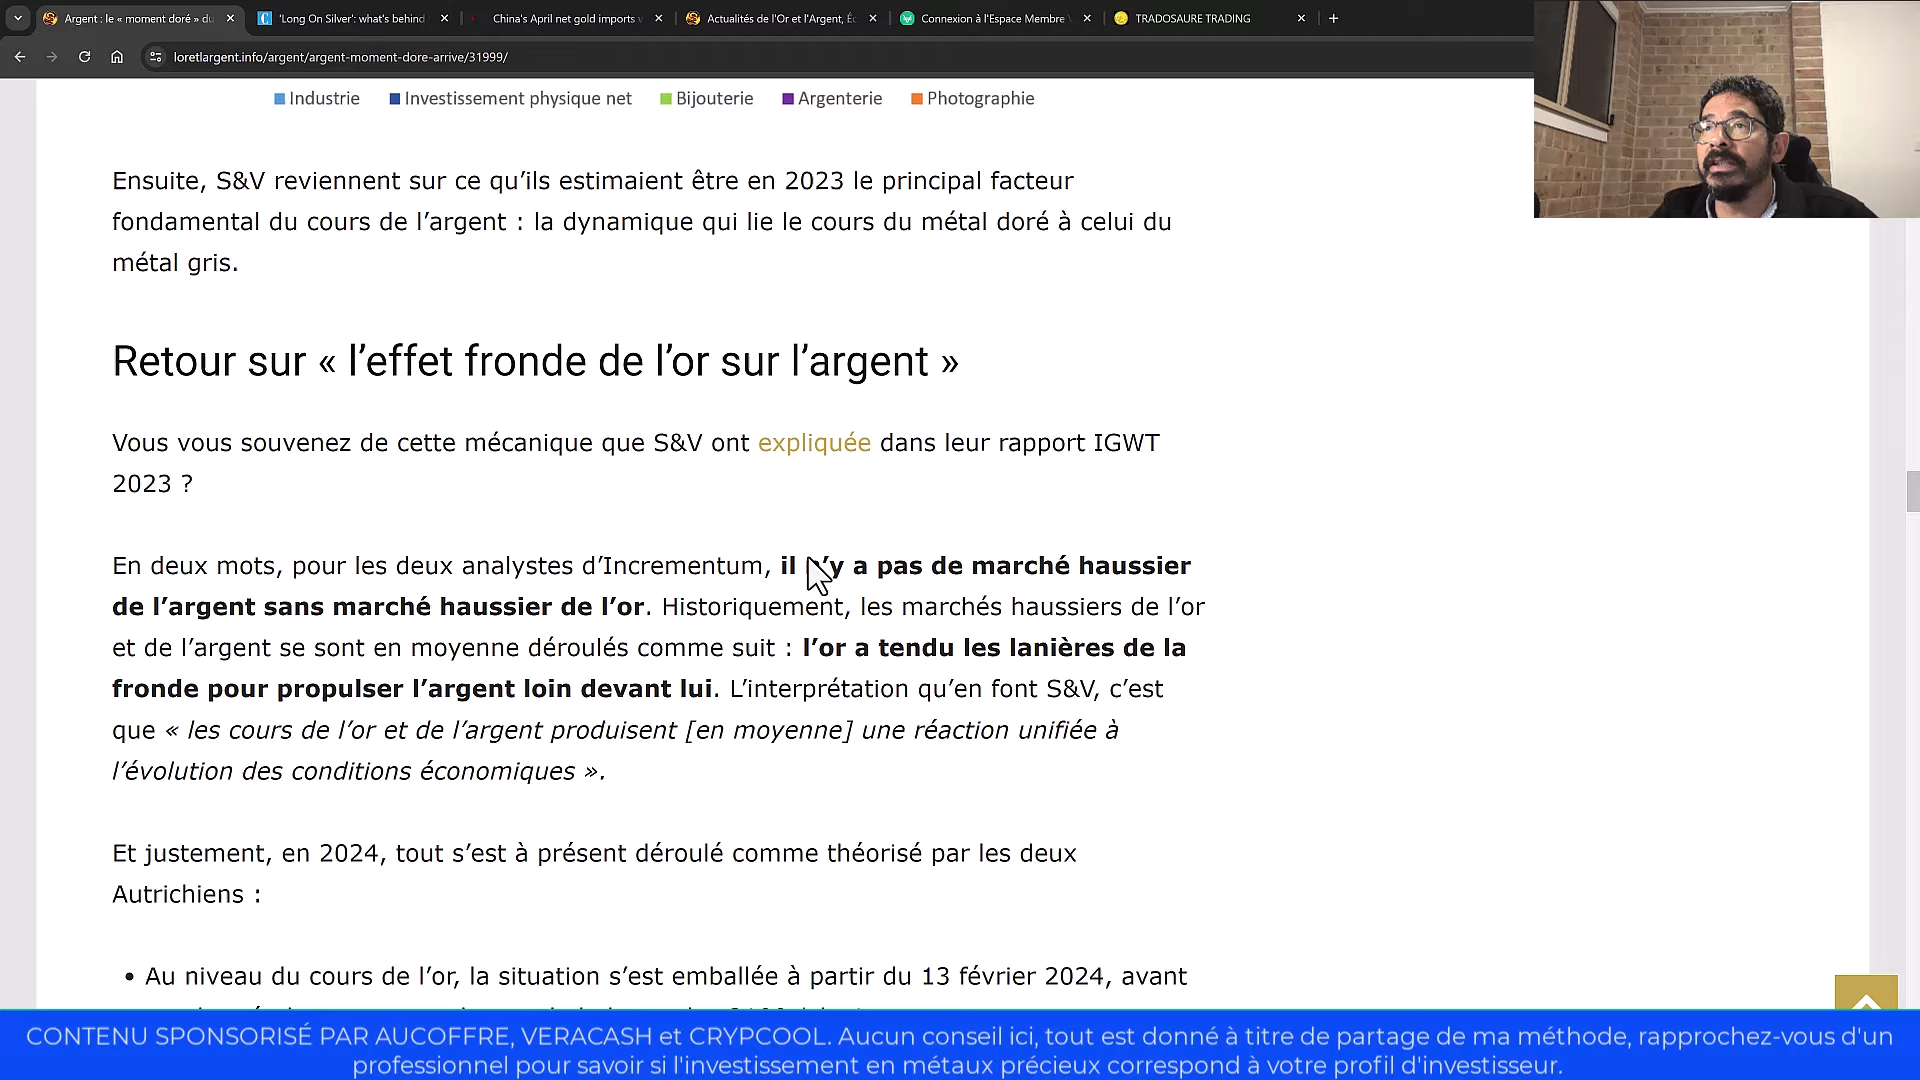 Argent : le « moment doré » du
'Long On Silver': what's behind
China's April net gold imports v
Actualités de l'Or et l'Argent, Éc
Connexion à l'Espace Membre
TRADOSAURE TRADING
loretlargent.info/argent/argent-moment-dore-arrive/31999/
Industrie Investissement physique net Bijouterie Argenterie Photographie
Ensuite, S&V reviennent sur ce qu’ils estimaient être en 2023 le principal facteur
fondamental du cours de l’argent : la dynamique qui lie le cours du métal doré à celui du
métal gris.
Retour sur « l’effet fronde de l’or sur l’argent »
Vous vous souvenez de cette mécanique que S&V ont expliquée dans leur rapport IGWT
2023 ?
En deux mots, pour les deux analystes d’Incrementum, il n’y a pas de marché haussier
de l’argent sans marché haussier de l’or. Historiquement, les marchés haussiers de l’or
et de l’argent se sont en moyenne déroulés comme suit : l’or a tendu les lanières de la
fronde pour propulser l’argent loin devant lui. L’interprétation qu’en font S&V, c’est
que « les cours de l’or et de l’argent produisent [en moyenne] une réaction unifiée à
l’évolution des conditions économiques ».
Et justement, en 2024, tout s’est à présent déroulé comme théorisé par les deux
Autrichiens :
• Au niveau du cours de l’or, la situation s’est emballée à partir du 13 février 2024, avant
CONTENU SPONSORISÉ PAR AUCOFFRE, VERACASH et CRYPCOOL. Aucun conseil ici, tout est donné à titre de partage de ma méthode, rapprochez-vous d'un
professionnel pour savoir si l'investissement en métaux précieux correspond à votre profil d'investisseur.